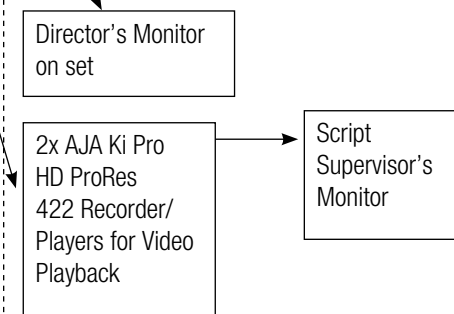 Director’s Monitor
on set
2x AJA Ki Pro
HD ProRes
422 Recorder/
Players for Video
Playback
Script
Supervisor’s
Monitor